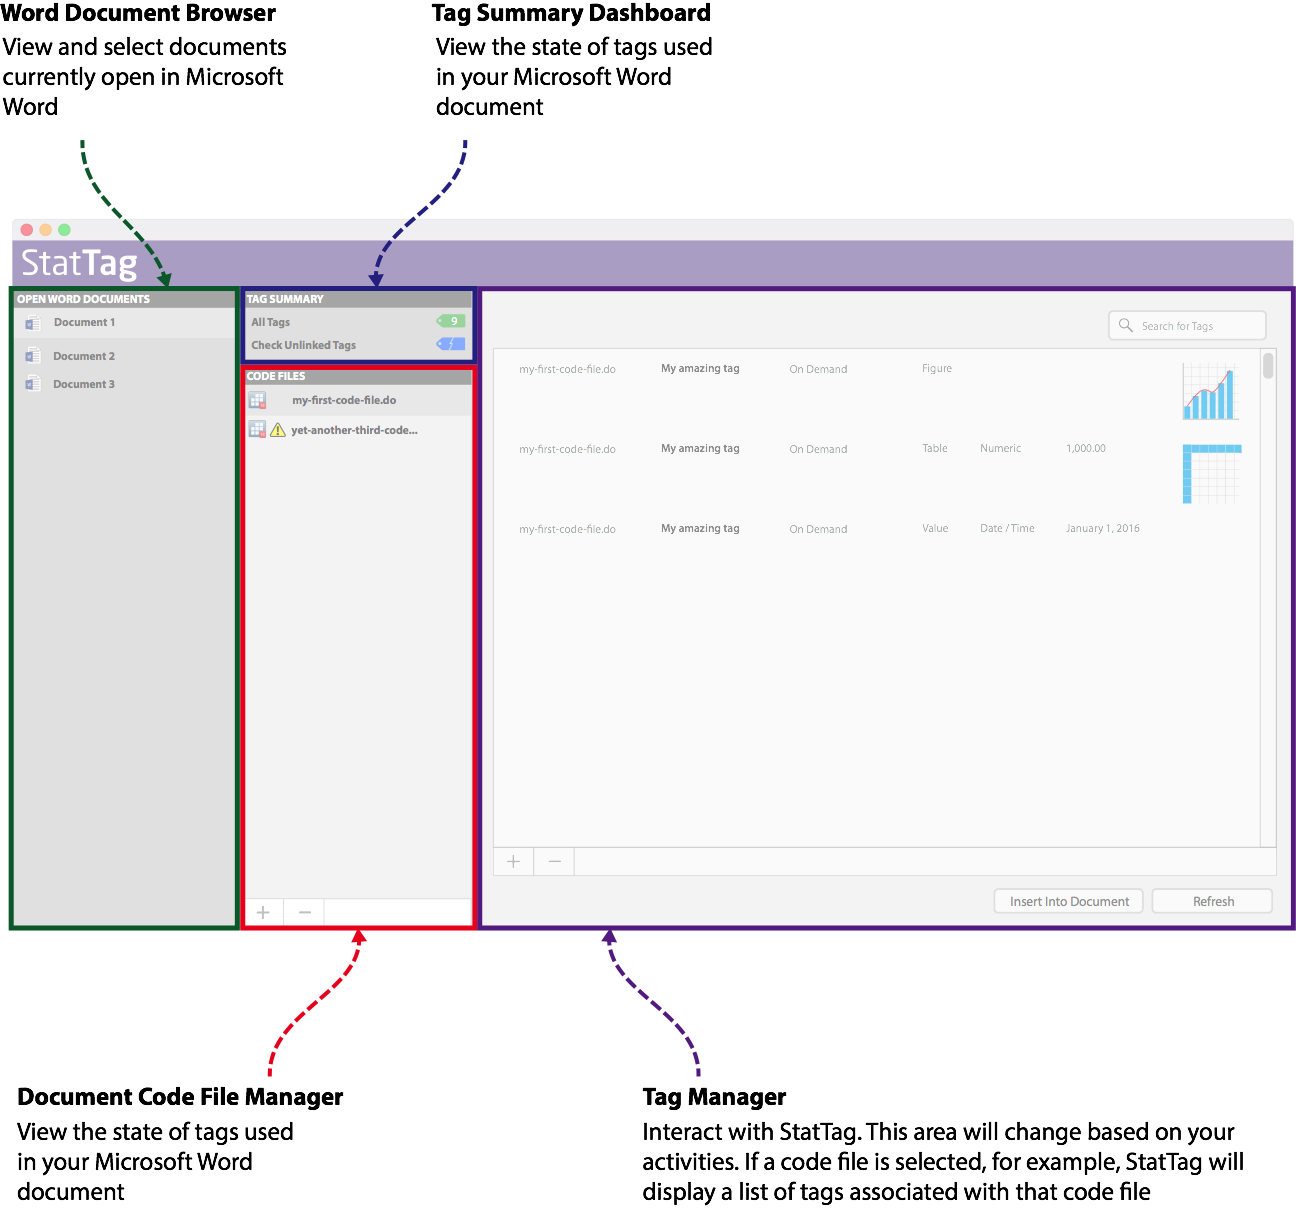 Word Document Browser
View and select documents
currently open in Microsoft
Word
Tag Summary Dashboard
View the state of tags used
in your Microsoft Word
document
StatTag
OPEN WORD DOCUMENTS
Document 1
Document 2
Document 3
TAG SUMMARY
All Tags 9
Check Unlinked Tags
CODE FILES
my-first-code-file.do
yet-another-third-code...
Search for Tags
my-first-code-file.do My amazing tag On Demand Figure
my-first-code-file.do My amazing tag On Demand Table Numeric 1,000.00
my-first-code-file.do My amazing tag On Demand Value Date / Time January 1, 2016
Insert Into Document Refresh
Document Code File Manager
View the state of tags used
in your Microsoft Word
document
Tag Manager
Interact with StatTag. This area will change based on your
activities. If a code file is selected, for example, StatTag will
display a list of tags associated with that code file